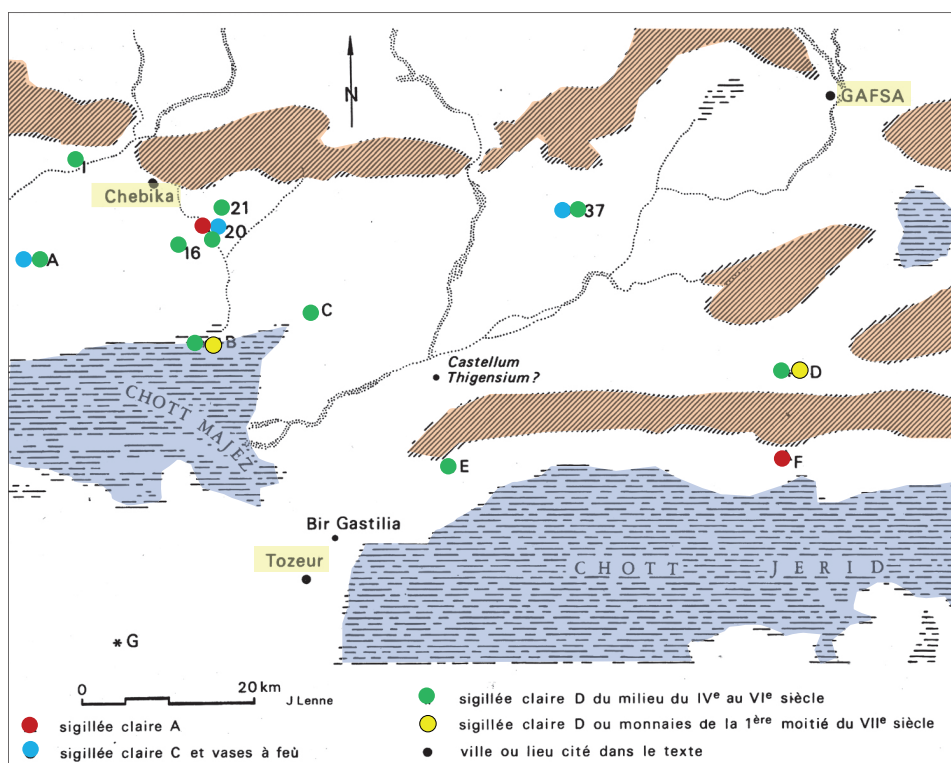 N
GAFSA
I
Chebika
21
20
16
37
A
C
B
Castellum
Thigensium ?
D
CHOTT MAJEZ
E
F
Bir Gastilia
Tozeur
CHOTT JERID
* G
0 20 km
J Lenne
sigillée claire A
sigillée claire C et vases à feù
sigillée claire D du milieu du IVe au VIe siècle
sigillée claire D ou monnaies de la 1ère moitié du VIIe siècle
ville ou lieu cité dans le texte